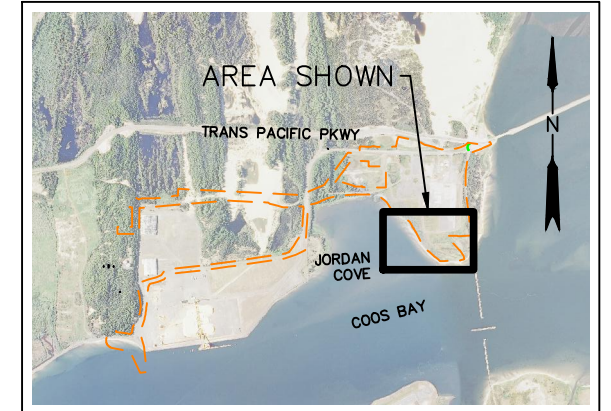 AREA SHOWN
TRANS PACIFIC PKWY
N
JORDAN
COVE
COOS BAY